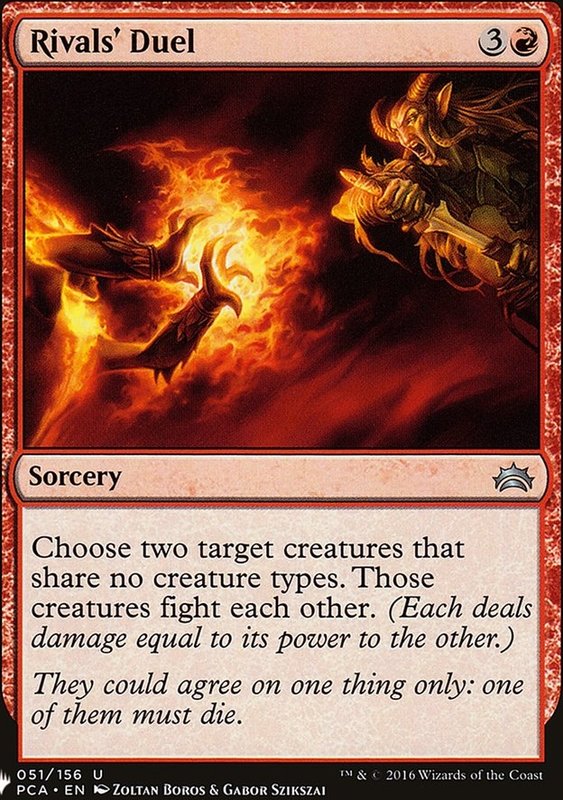 Rivals' Duel 3
Sorcery
Choose two target creatures that
share no creature types. Those
creatures fight each other. (Each deals
damage equal to its power to the other.)
They could agree on one thing only: one
of them must die.
051/156 U
PCA • EN Zoltan Boros & Gabor Szikszai
™ & © 2016 Wizards of the Coast